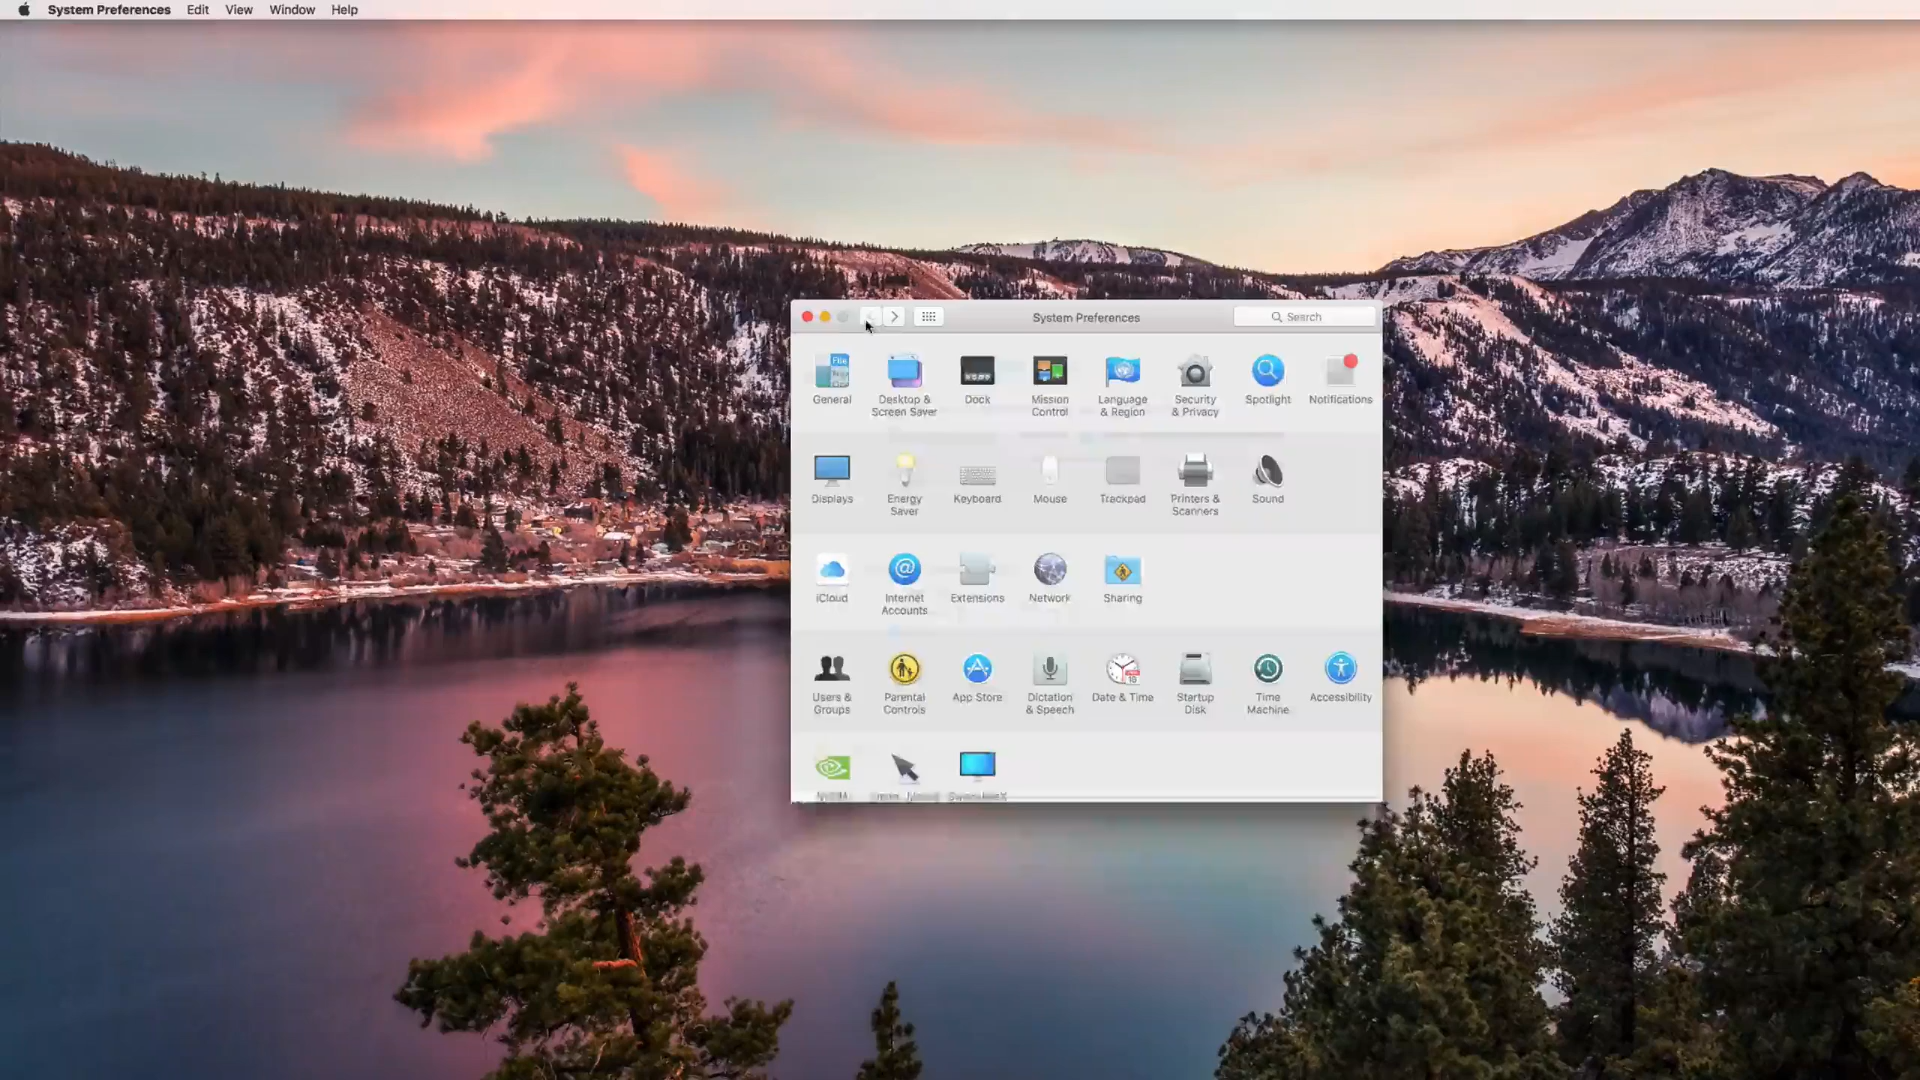 System Preferences Edit View Window Help
System Preferences
Search
General
Desktop &
Screen Saver
Dock
Mission
Control
Language
& Region
Security
& Privacy
Spotlight
Notifications
Displays
Energy
Saver
Keyboard
Mouse
Trackpad
Printers &
Scanners
Sound
iCloud
Internet
Accounts
Extensions
Network
Sharing
Users &
Groups
Parental
Controls
App Store
Dictation
& Speech
Date & Time
Startup
Disk
Time
Machine
Accessibility